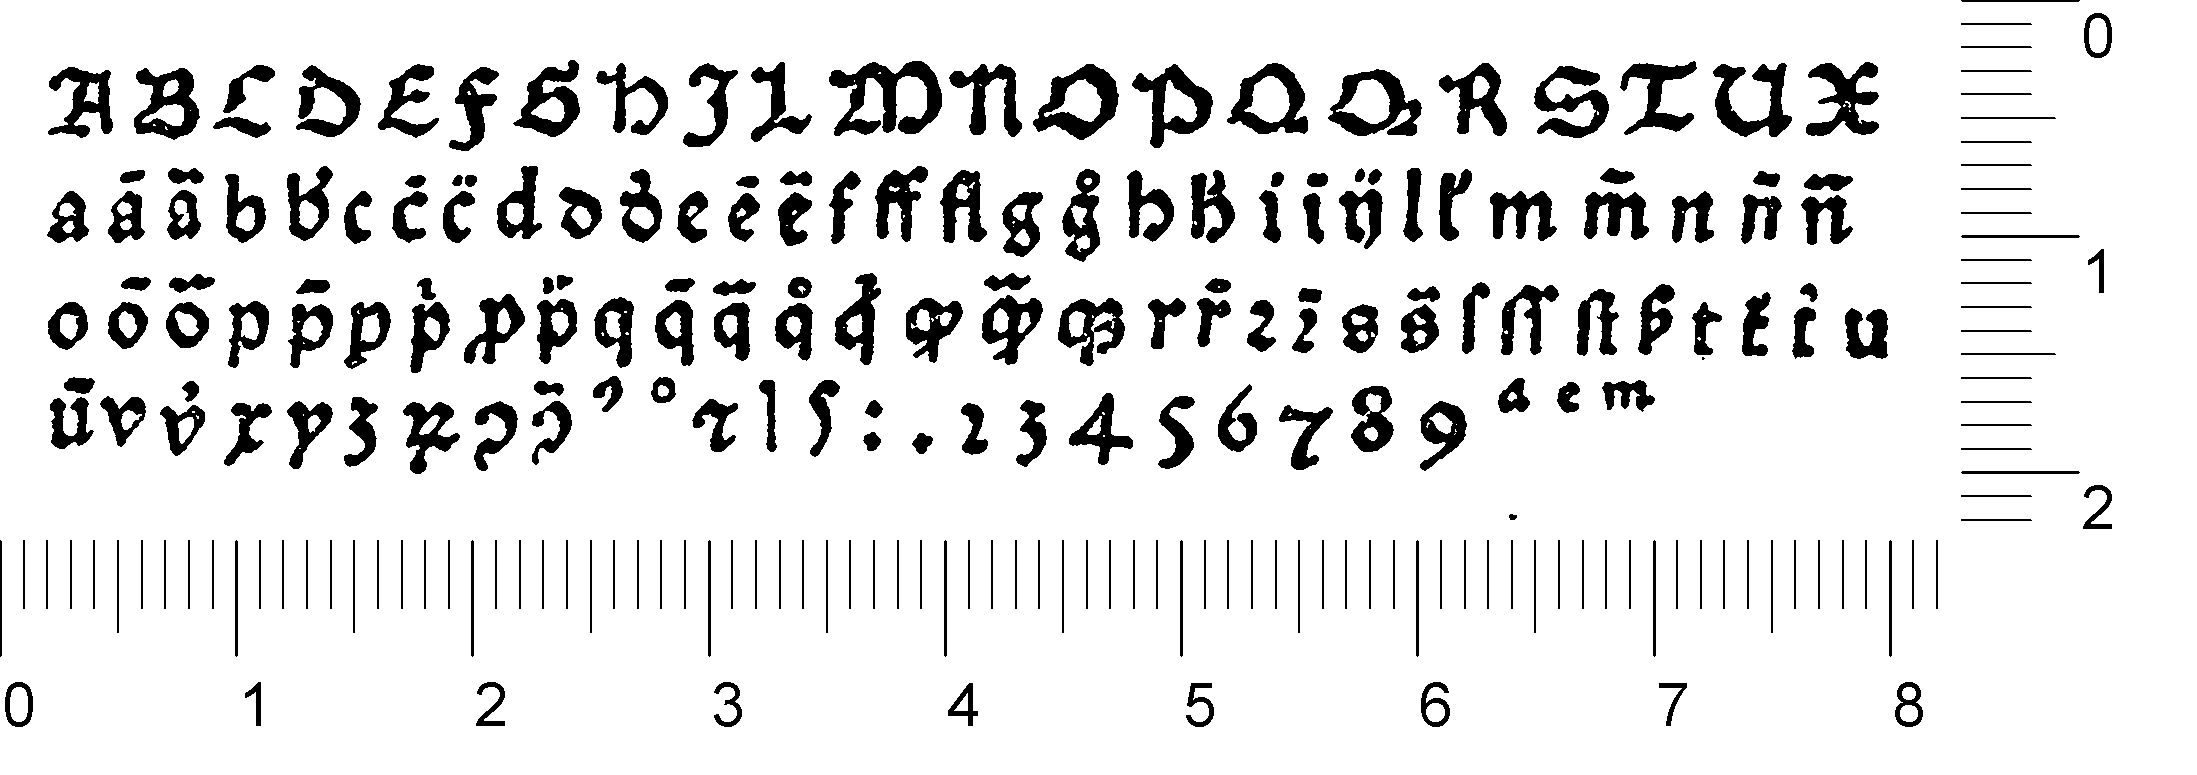 A B C D E F G H I L M N O P Q Q R S T U X
a ā ã b b̉ c c̄ c̈ d ꝺ ꝺ̉ e ē ẽ f ff fl g g̊ h h̉ i ī ij̈ l l̉ m m̄ n n̄ ñ
o ō õ p p̄ ꝑ p̍ ꝓ p̈ q q̄ q̃ q̊ q̉ ꝙ ꝙ̃ ꝗꝫ r r̄ ꝛ ꝛ̄ s s̃ ſ ſſ ſt ß t t̄ t̉ u
ū v v̉ x y ʒ ꝝ ꝯ ꝯ̃ ꝰ ° ⁊ l ʃ : . 2 3 4 5 6 7 8 9 ᵃ ᵉ ᵐ
0
1
2
0 1 2 3 4 5 6 7 8